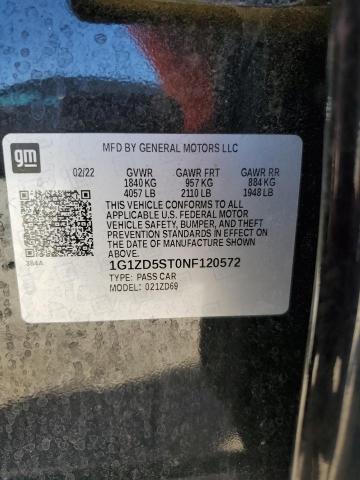 gm
MFD BY GENERAL MOTORS LLC
02/22 GVWR GAWR FRT GAWR RR
1840 KG 957 KG 884 KG
4057 LB 2110 LB 1948 LB
THIS VEHICLE CONFORMS TO ALL
APPLICABLE U.S. FEDERAL MOTOR
VEHICLE SAFETY, BUMPER, AND THEFT
PREVENTION STANDARDS IN EFFECT ON
THE DATE OF MANUFACTURE SHOWN
ABOVE.
384A
1G1ZD5ST0NF120572
TYPE: PASS CAR
MODEL: 021ZD69